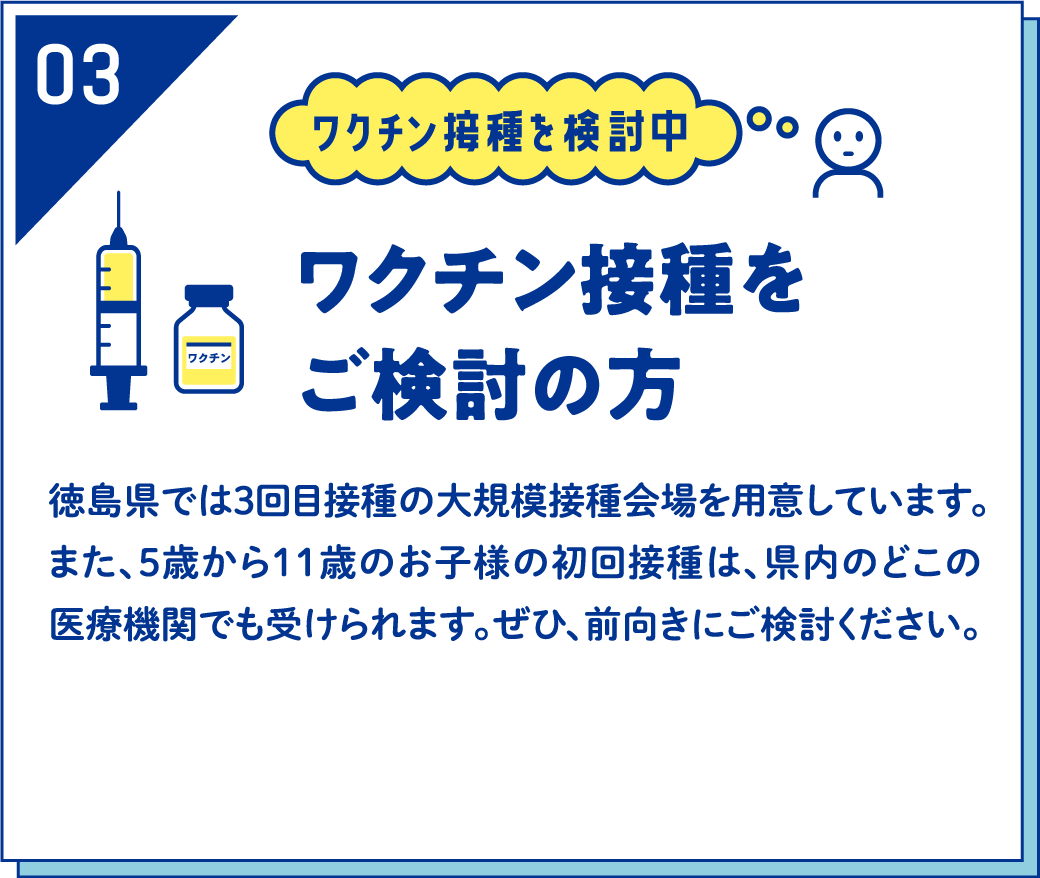 03
ワクチン接種を検討中
ワクチン
ワクチン接種を
ご検討の方
徳島県では3回目接種の大規模接種会場を用意しています。
また、5歳から11歳のお子様の初回接種は、県内のどこの
医療機関でも受けられます。ぜひ、前向きにご検討ください。